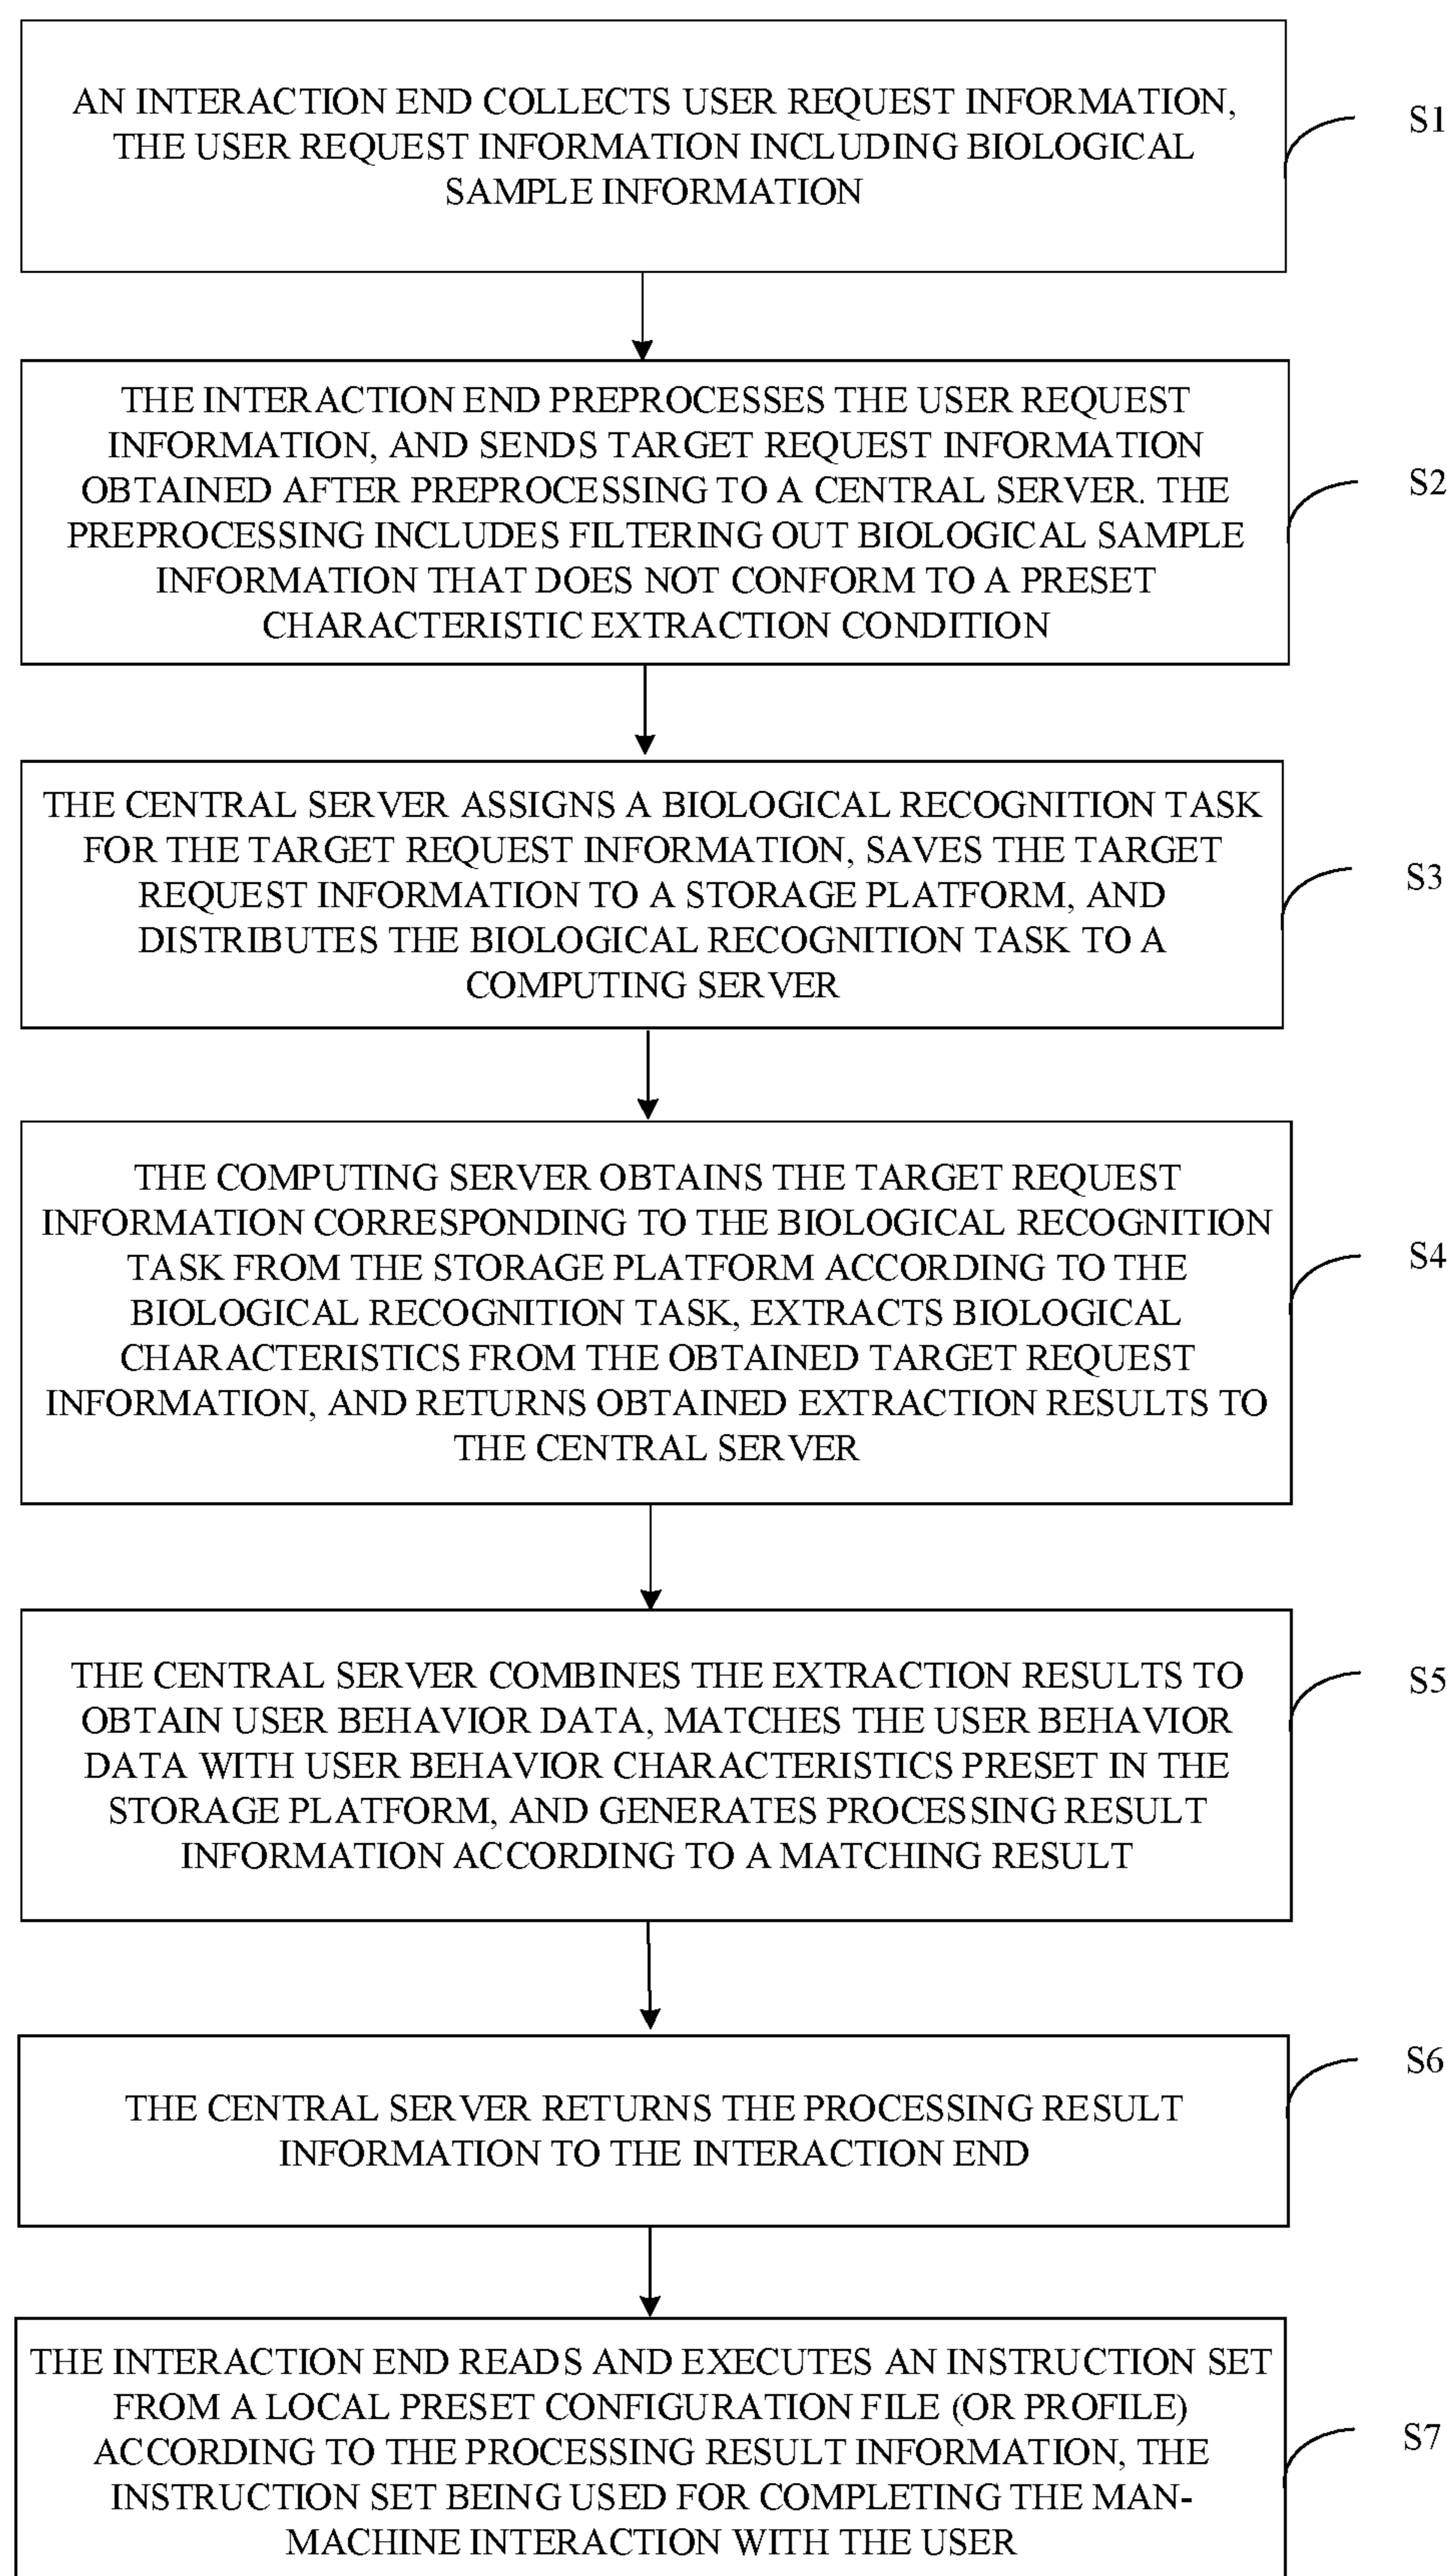 AN INTERACTION END COLLECTS USER REQUEST INFORMATION,
THE USER REQUEST INFORMATION INCLUDING BIOLOGICAL
SAMPLE INFORMATION
S1
THE INTERACTION END PREPROCESSES THE USER REQUEST
INFORMATION, AND SENDS TARGET REQUEST INFORMATION
OBTAINED AFTER PREPROCESSING TO A CENTRAL SERVER. THE
PREPROCESSING INCLUDES FILTERING OUT BIOLOGICAL SAMPLE
INFORMATION THAT DOES NOT CONFORM TO A PRESET
CHARACTERISTIC EXTRACTION CONDITION
S2
THE CENTRAL SERVER ASSIGNS A BIOLOGICAL RECOGNITION TASK
FOR THE TARGET REQUEST INFORMATION, SAVES THE TARGET
REQUEST INFORMATION TO A STORAGE PLATFORM, AND
DISTRIBUTES THE BIOLOGICAL RECOGNITION TASK TO A
COMPUTING SERVER
S3
THE COMPUTING SERVER OBTAINS THE TARGET REQUEST
INFORMATION CORRESPONDING TO THE BIOLOGICAL RECOGNITION
TASK FROM THE STORAGE PLATFORM ACCORDING TO THE
BIOLOGICAL RECOGNITION TASK, EXTRACTS BIOLOGICAL
CHARACTERISTICS FROM THE OBTAINED TARGET REQUEST
INFORMATION, AND RETURNS OBTAINED EXTRACTION RESULTS TO
THE CENTRAL SERVER
S4
THE CENTRAL SERVER COMBINES THE EXTRACTION RESULTS TO
OBTAIN USER BEHAVIOR DATA, MATCHES THE USER BEHAVIOR
DATA WITH USER BEHAVIOR CHARACTERISTICS PRESET IN THE
STORAGE PLATFORM, AND GENERATES PROCESSING RESULT
INFORMATION ACCORDING TO A MATCHING RESULT
S5
THE CENTRAL SERVER RETURNS THE PROCESSING RESULT
INFORMATION TO THE INTERACTION END
S6
THE INTERACTION END READS AND EXECUTES AN INSTRUCTION SET
FROM A LOCAL PRESET CONFIGURATION FILE (OR PROFILE)
ACCORDING TO THE PROCESSING RESULT INFORMATION, THE
INSTRUCTION SET BEING USED FOR COMPLETING THE MAN-
MACHINE INTERACTION WITH THE USER
S7